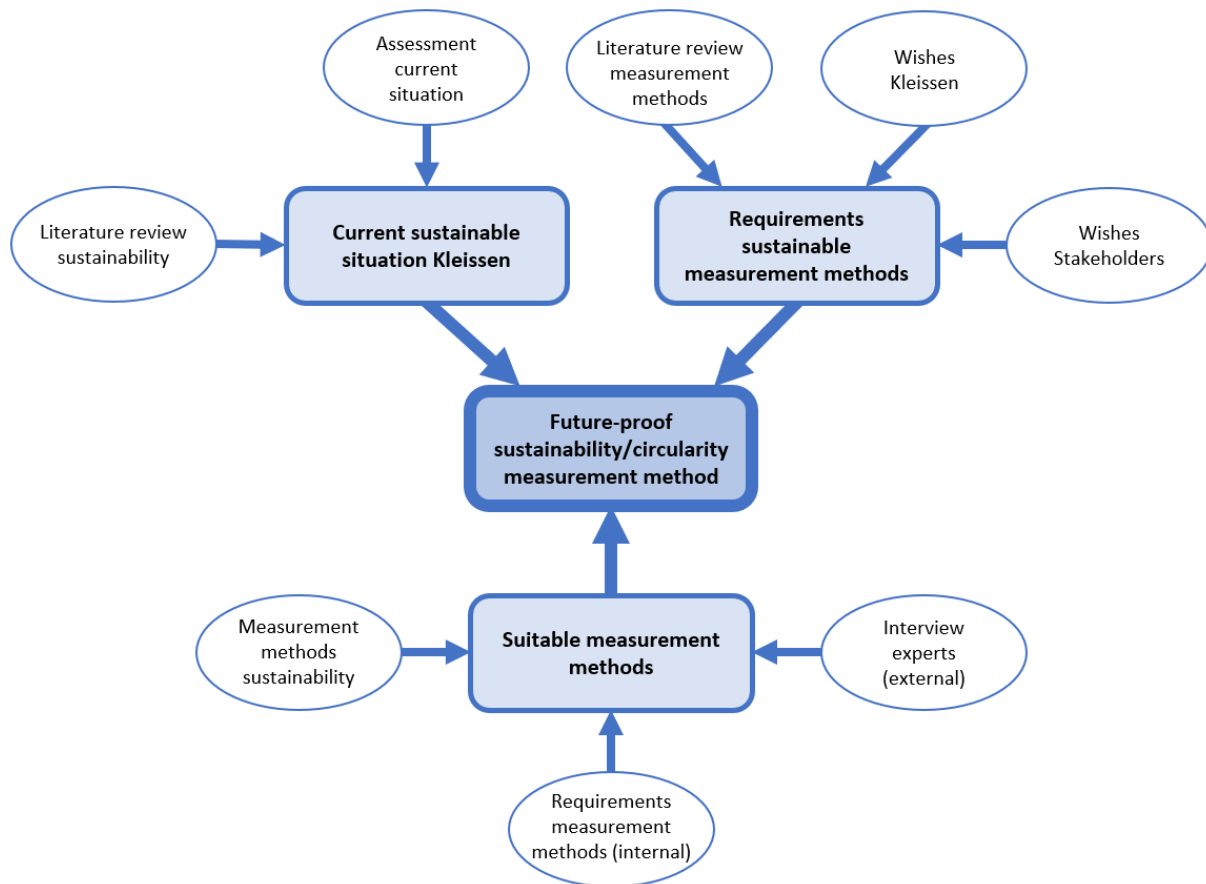 Assessment
current
situation
Literature review
measurement
methods
Wishes
Kleissen
Literature review
sustainability
Current sustainable
situation Kleissen
Requirements
sustainable
measurement methods
Wishes
Stakeholders
Future-proof
sustainability/circularity
measurement method
Measurement
methods
sustainability
Suitable measurement
methods
Interview
experts
(external)
Requirements
measurement
methods (internal)